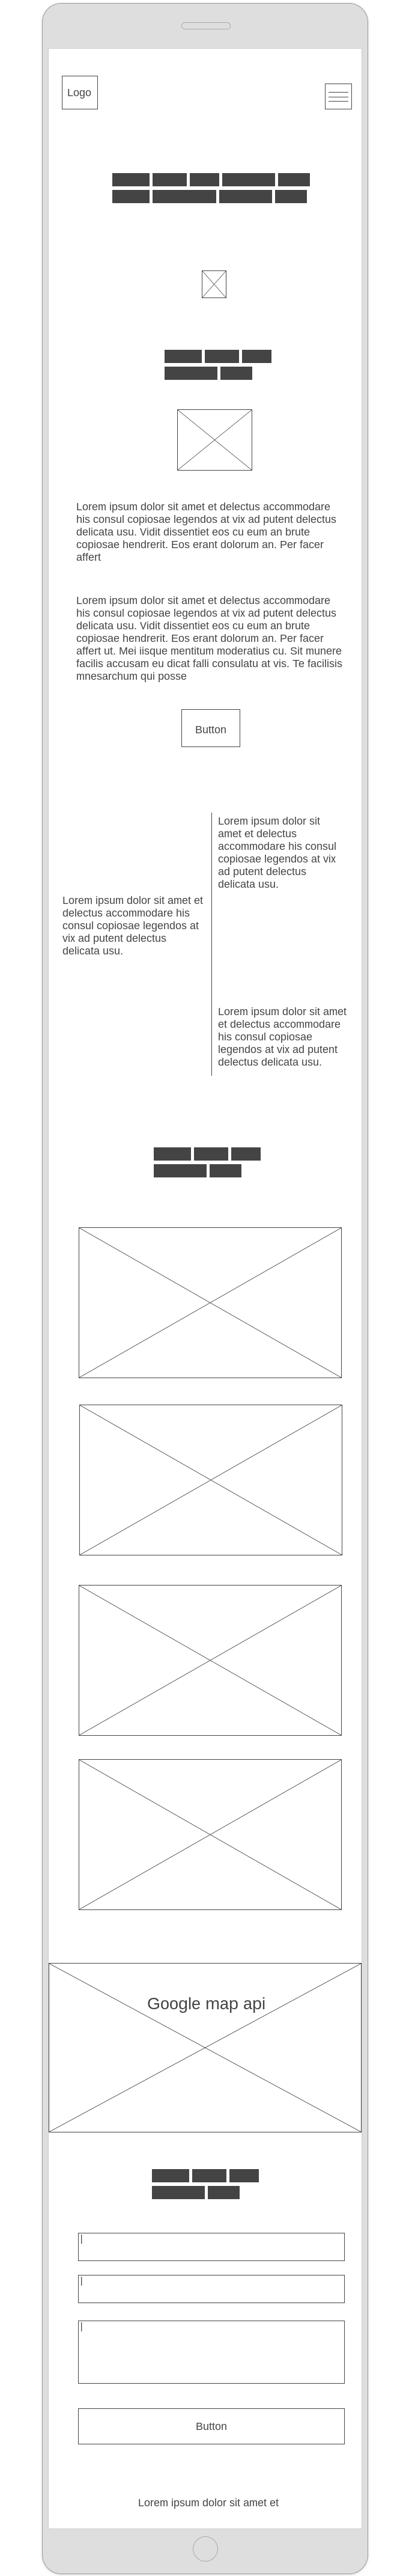 Logo
Lorem ipsum dolor sit amet et delectus accommodare
his consul copiosae legendos at vix ad putent delectus
delicata usu. Vidit dissentiet eos cu eum an brute
copiosae hendrerit. Eos erant dolorum an. Per facer
affert
Lorem ipsum dolor sit amet et delectus accommodare
his consul copiosae legendos at vix ad putent delectus
delicata usu. Vidit dissentiet eos cu eum an brute
copiosae hendrerit. Eos erant dolorum an. Per facer
affert ut. Mei iisque mentitum moderatius cu. Sit munere
facilis accusam eu dicat falli consulatu at vis. Te facilisis
mnesarchum qui posse
Button
Lorem ipsum dolor sit
amet et delectus
accommodare his consul
copiosae legendos at vix
ad putent delectus
delicata usu.
Lorem ipsum dolor sit amet et
delectus accommodare his
consul copiosae legendos at
vix ad putent delectus
delicata usu.
Lorem ipsum dolor sit amet
et delectus accommodare
his consul copiosae
legendos at vix ad putent
delectus delicata usu.
Google map api
Button
Lorem ipsum dolor sit amet et